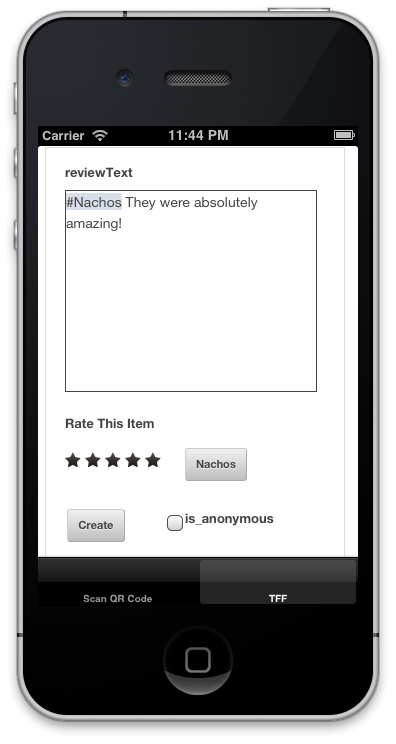 Carrier 11:44 PM
reviewText
#Nachos They were absolutely
amazing!
Rate This Item
Nachos
Create is_anonymous
Scan QR Code TFF